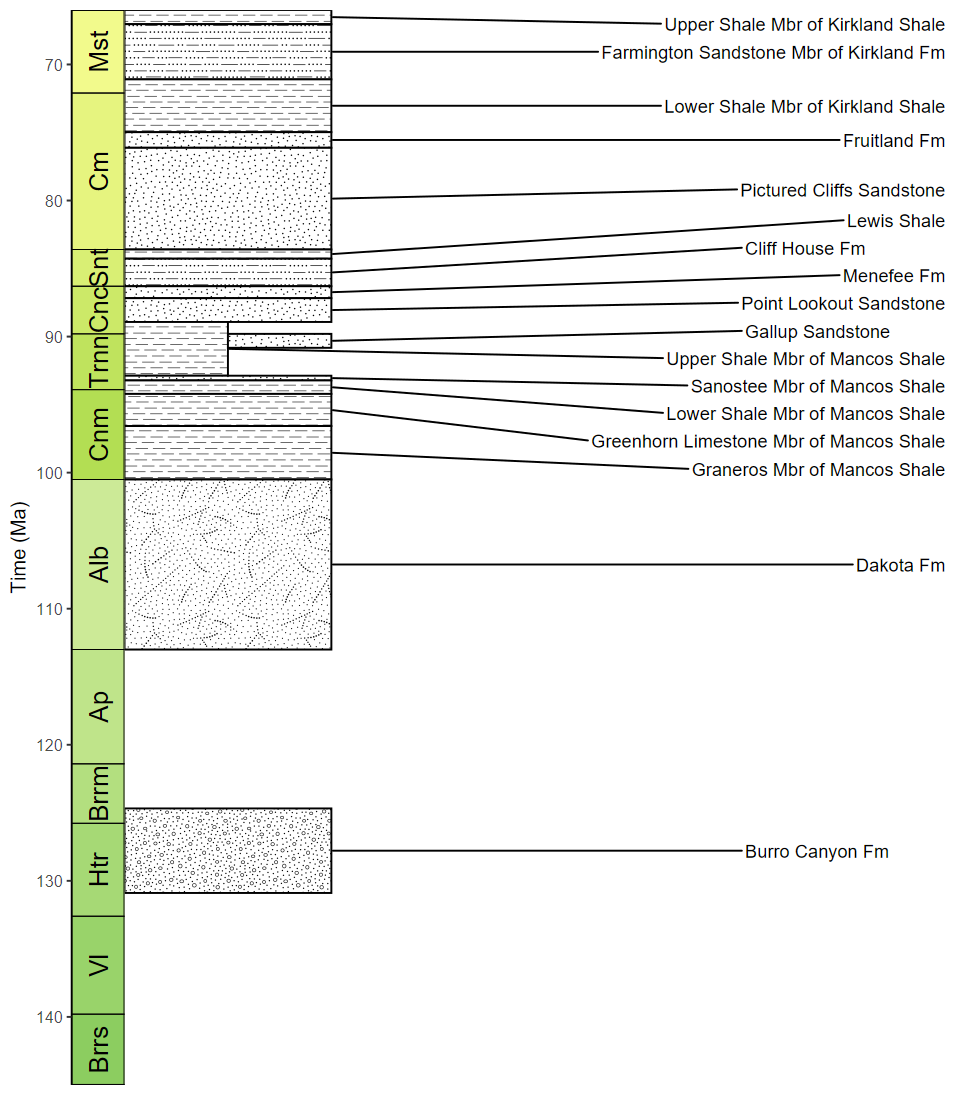 Time (Ma)
70
80
90
100
110
120
130
140
Mst
Cm
Snt
Cnc
Trnn
Cnm
Alb
Ap
Brrm
Htr
Vl
Brrs
Upper Shale Mbr of Kirkland Shale
Farmington Sandstone Mbr of Kirkland Fm
Lower Shale Mbr of Kirkland Shale
Fruitland Fm
Pictured Cliffs Sandstone
Lewis Shale
Cliff House Fm
Menefee Fm
Point Lookout Sandstone
Gallup Sandstone
Upper Shale Mbr of Mancos Shale
Sanostee Mbr of Mancos Shale
Lower Shale Mbr of Mancos Shale
Greenhorn Limestone Mbr of Mancos Shale
Graneros Mbr of Mancos Shale
Dakota Fm
Burro Canyon Fm